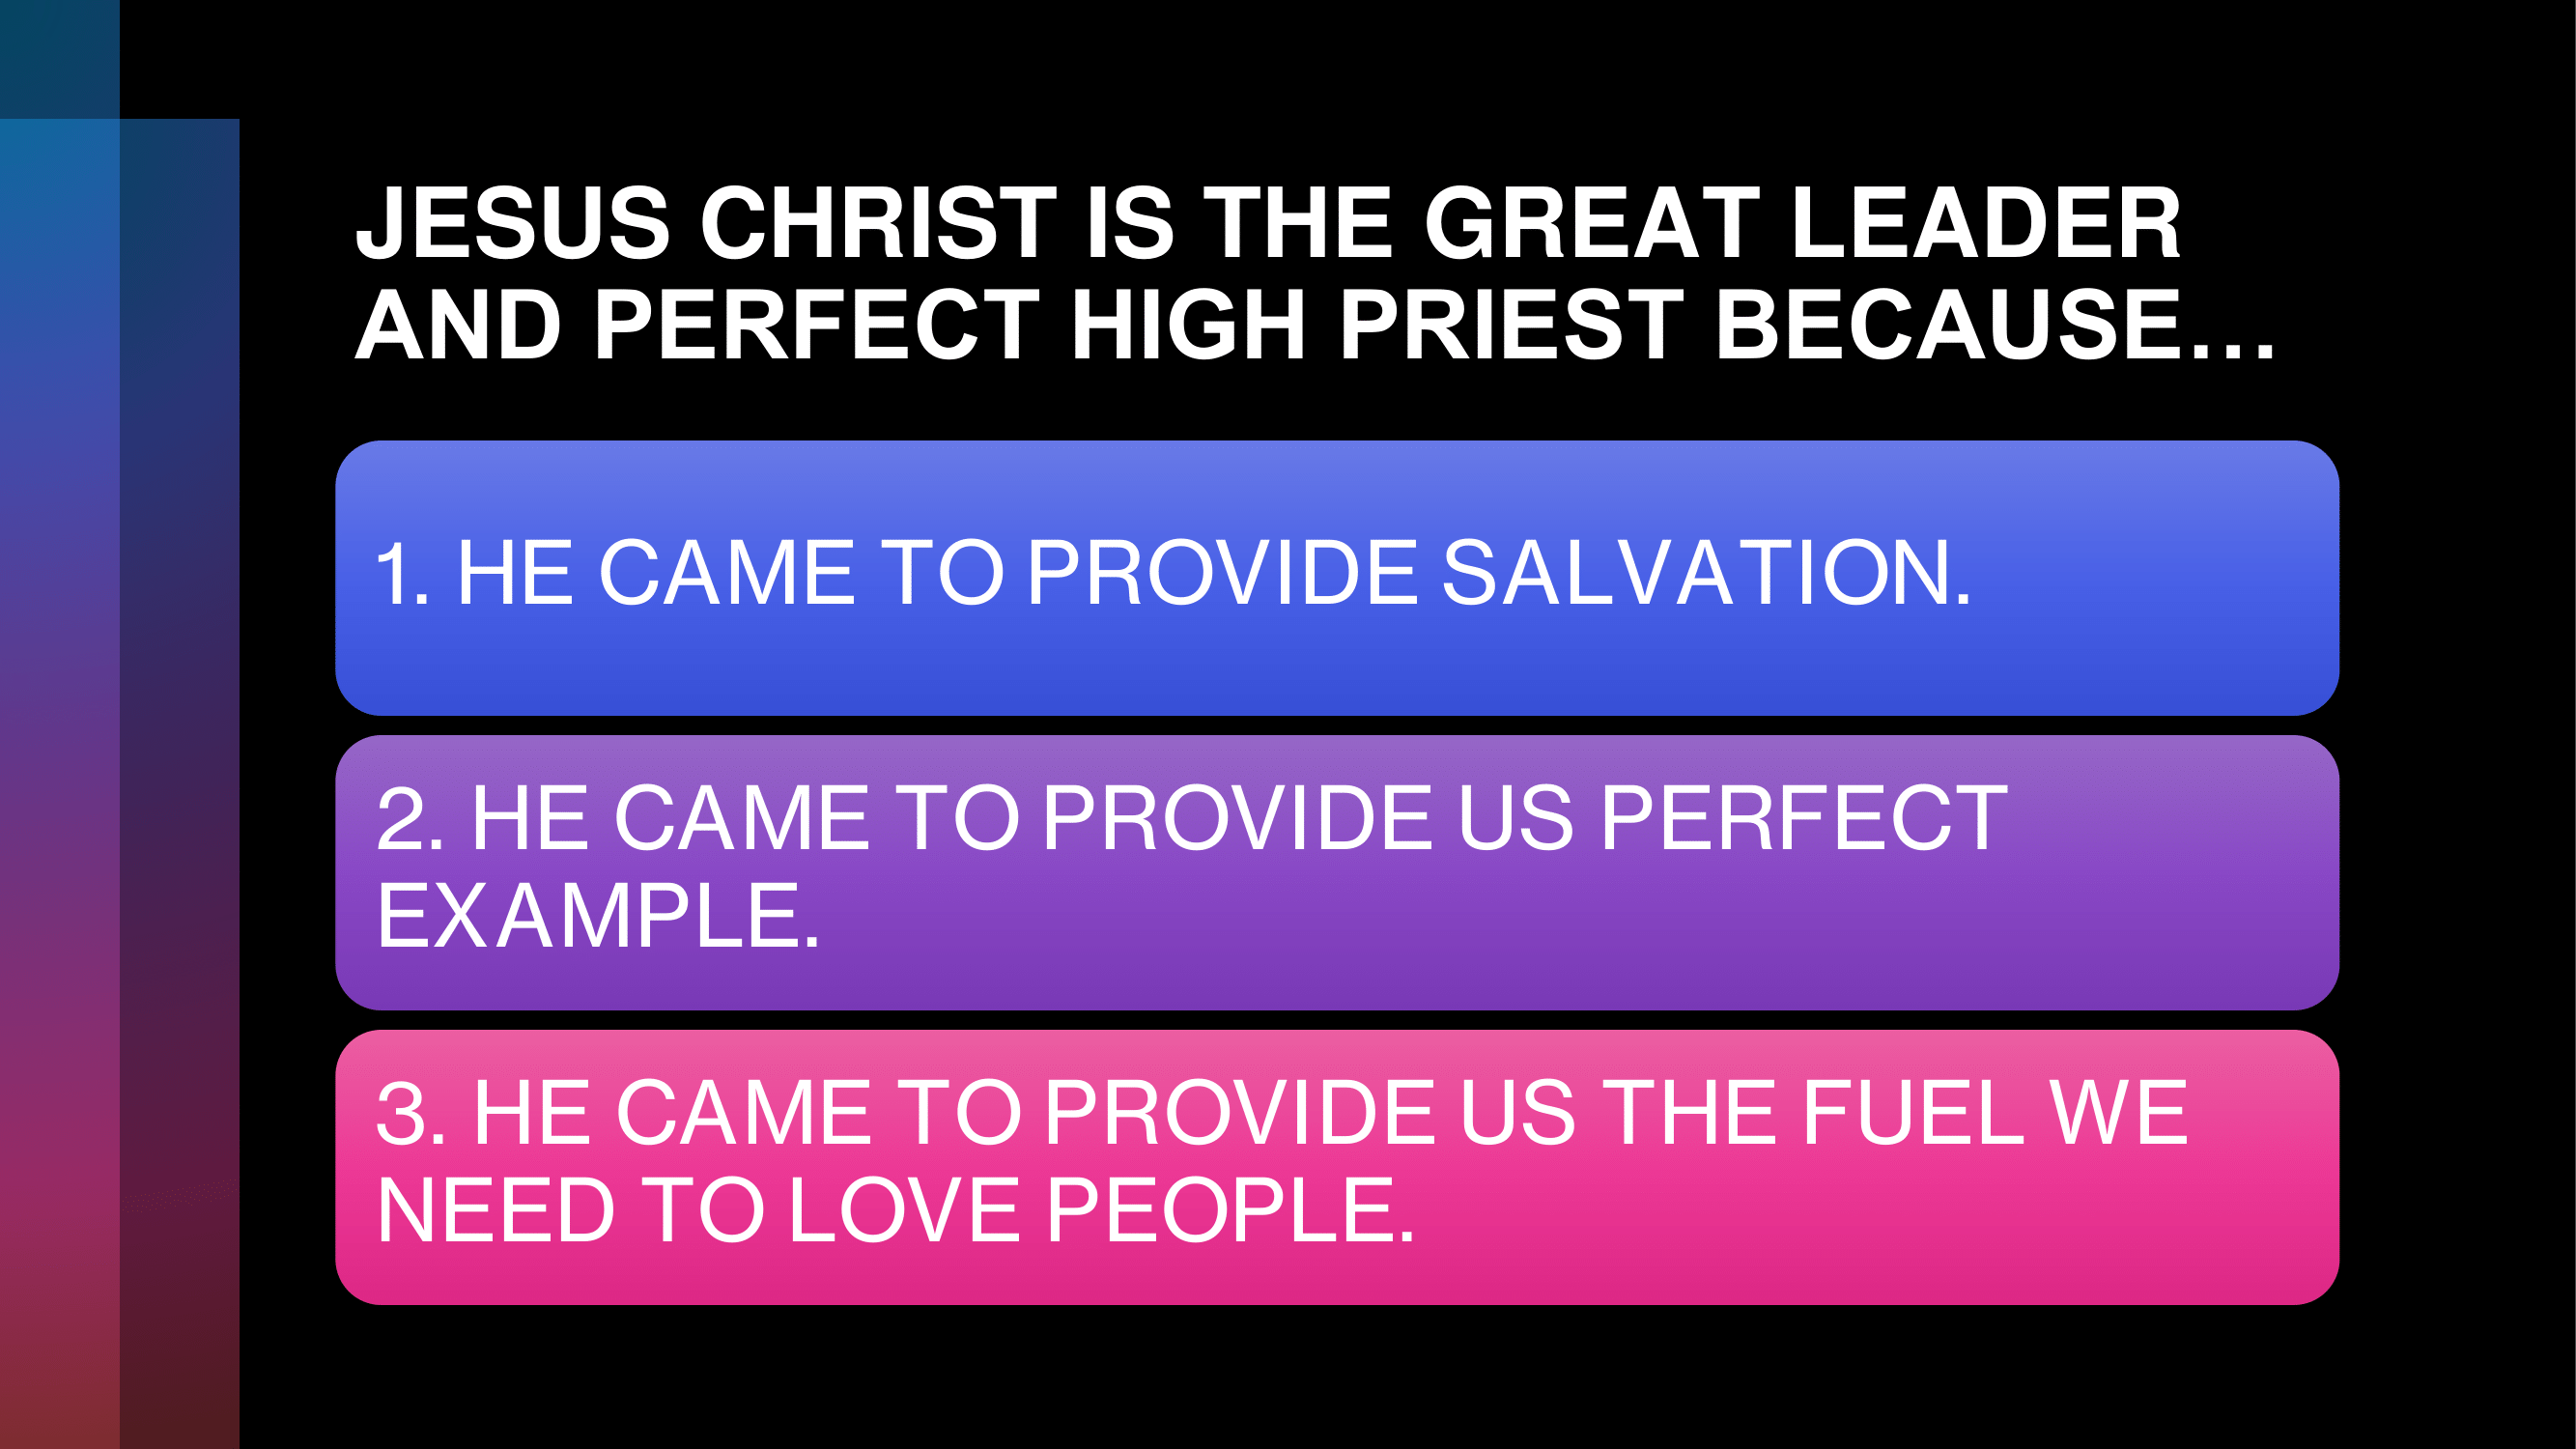 JESUS CHRIST IS THE GREAT LEADER
AND PERFECT HIGH PRIEST BECAUSE…
1. HE CAME TO PROVIDE SALVATION.
2. HE CAME TO PROVIDE US PERFECT
EXAMPLE.
3. HE CAME TO PROVIDE US THE FUEL WE
NEED TO LOVE PEOPLE.